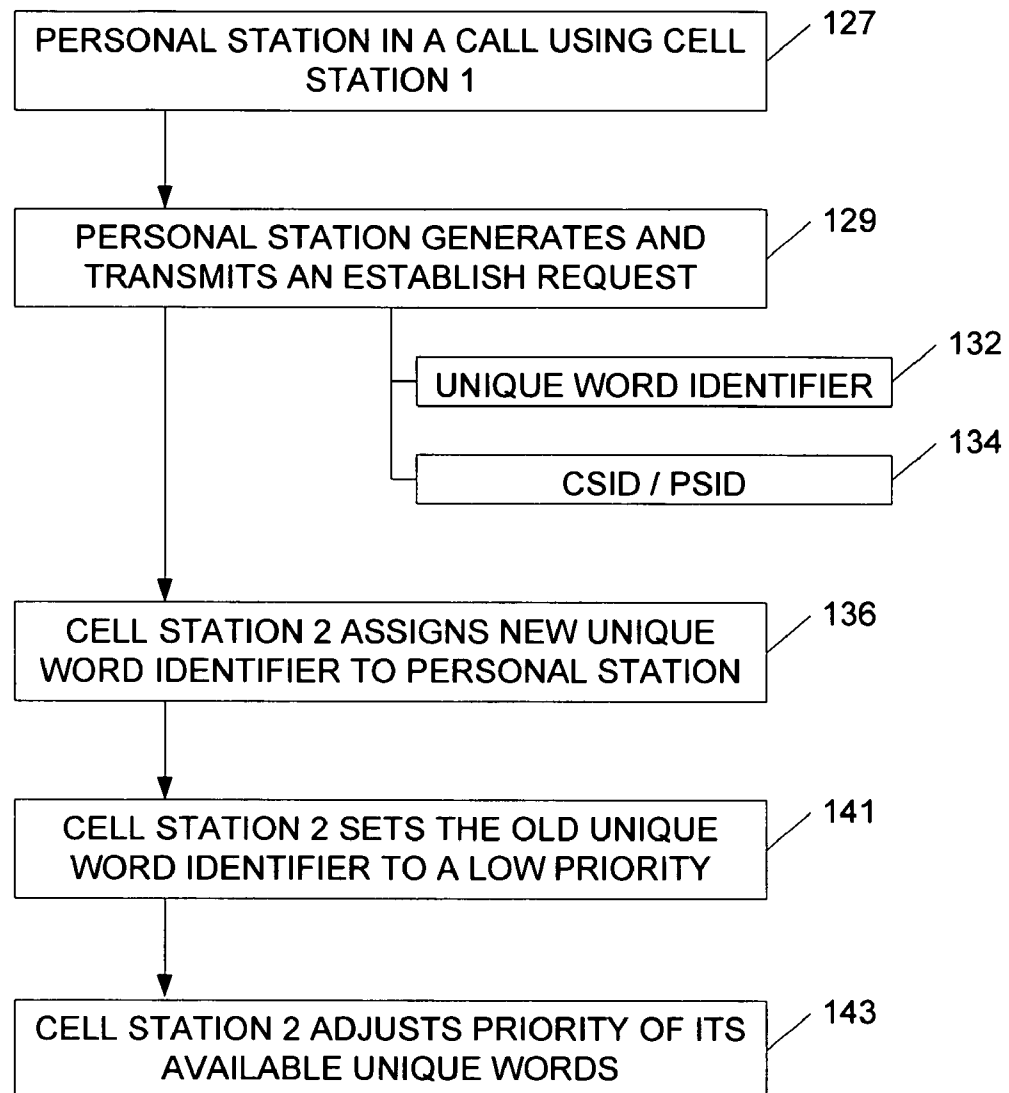 PERSONAL STATION IN A CALL USING CELL
STATION 1
127
PERSONAL STATION GENERATES AND
TRANSMITS AN ESTABLISH REQUEST
129
UNIQUE WORD IDENTIFIER
132
CSID / PSID
134
CELL STATION 2 ASSIGNS NEW UNIQUE
WORD IDENTIFIER TO PERSONAL STATION
136
CELL STATION 2 SETS THE OLD UNIQUE
WORD IDENTIFIER TO A LOW PRIORITY
141
CELL STATION 2 ADJUSTS PRIORITY OF ITS
AVAILABLE UNIQUE WORDS
143